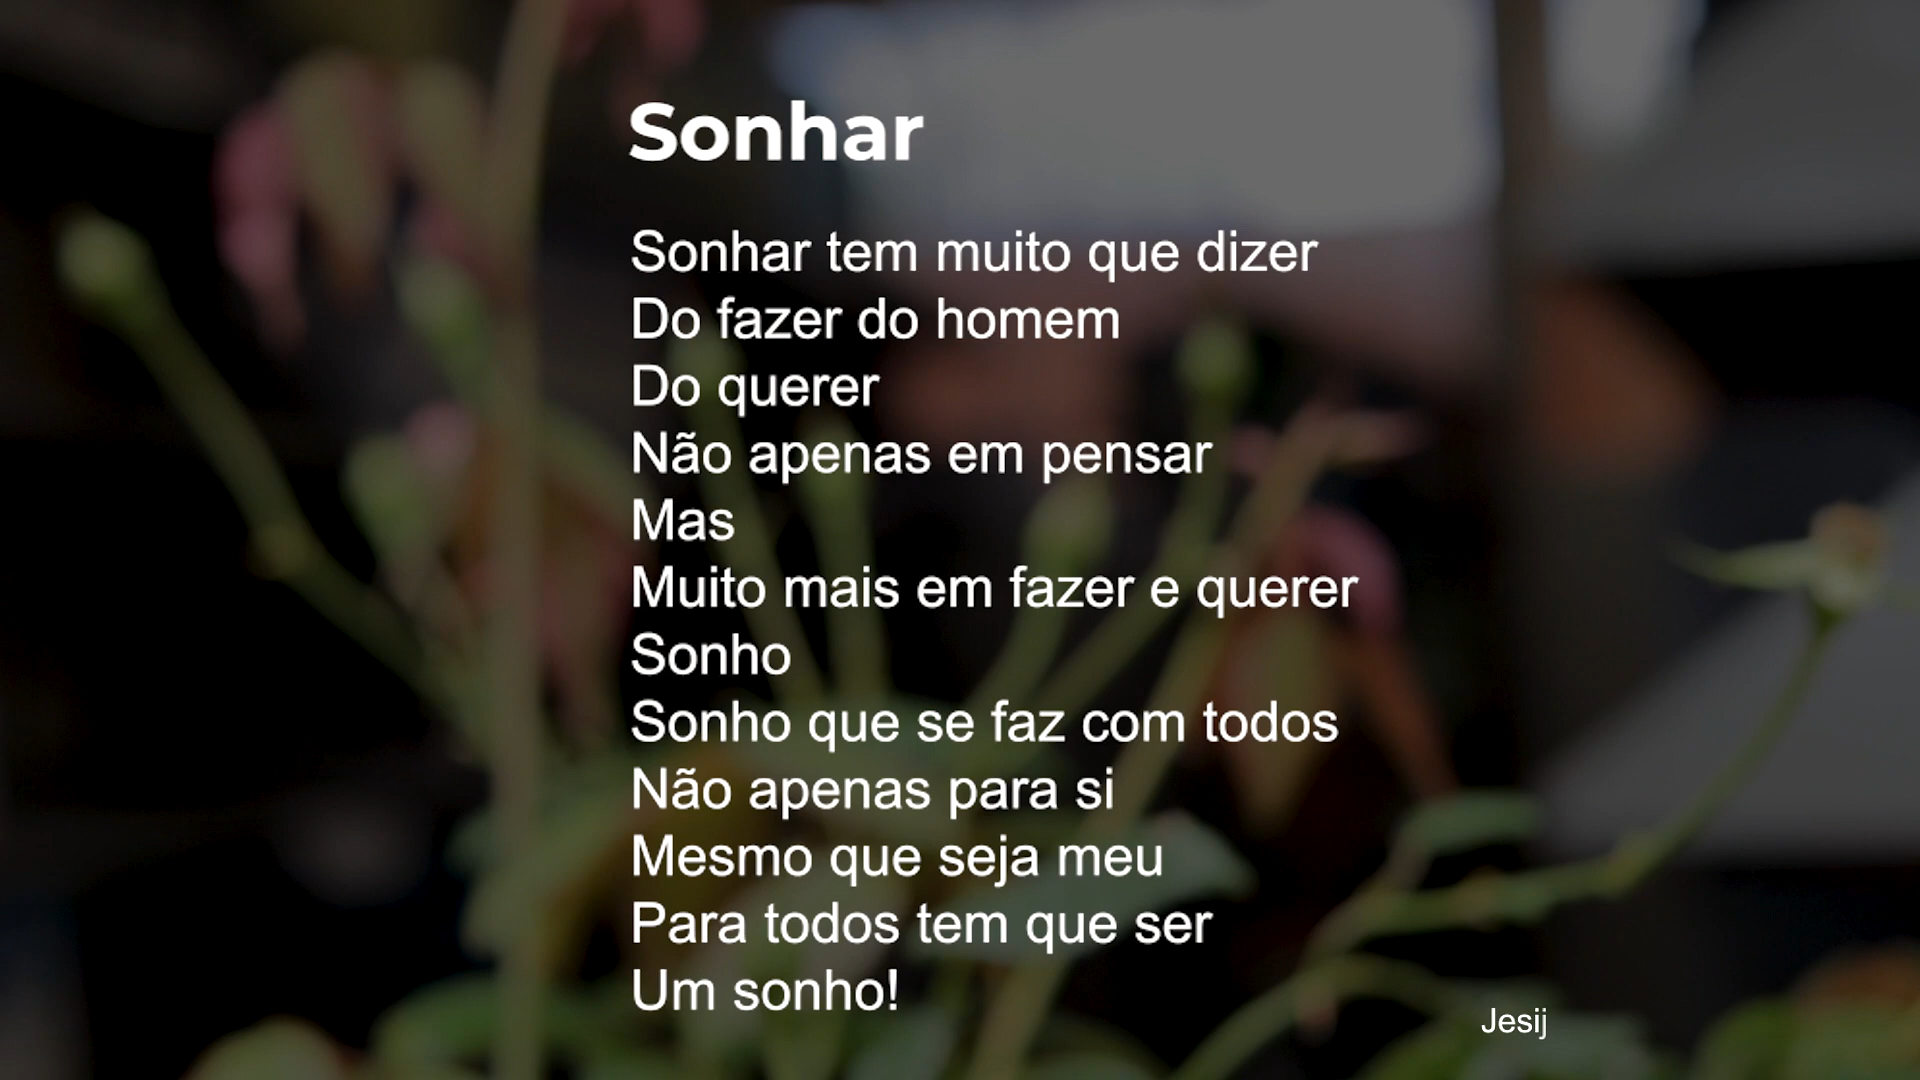 Sonhar
Sonhar tem muito que dizer
Do fazer do homem
Do querer
Não apenas em pensar
Mas
Muito mais em fazer e querer
Sonho
Sonho que se faz com todos
Não apenas para si
Mesmo que seja meu
Para todos tem que ser
Um sonho!
Jesij